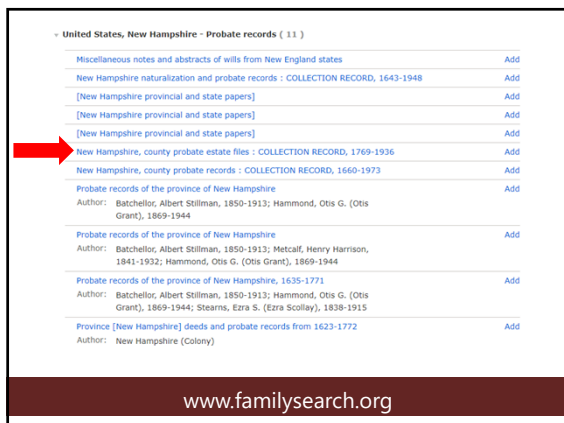 United States, New Hampshire - Probate records ( 11 )
Miscellaneous notes and abstracts of wills from New England states Add
New Hampshire naturalization and probate records : COLLECTION RECORD, 1643-1948 Add
[New Hampshire provincial and state papers] Add
[New Hampshire provincial and state papers] Add
[New Hampshire provincial and state papers] Add
New Hampshire, county probate estate files : COLLECTION RECORD, 1769-1936 Add
New Hampshire, county probate records : COLLECTION RECORD, 1660-1973 Add
Probate records of the province of New Hampshire Add
Author: Batchellor, Albert Stillman, 1850-1913; Hammond, Otis G. (Otis
Grant), 1869-1944
Probate records of the province of New Hampshire Add
Author: Batchellor, Albert Stillman, 1850-1913; Metcalf, Henry Harrison,
1841-1932; Hammond, Otis G. (Otis Grant), 1869-1944
Probate records of the province of New Hampshire, 1635-1771 Add
Author: Batchellor, Albert Stillman, 1850-1913; Hammond, Otis G. (Otis
Grant), 1869-1944; Stearns, Ezra S. (Ezra Scollay), 1838-1915
Province [New Hampshire] deeds and probate records from 1623-1772 Add
Author: New Hampshire (Colony)
www.familysearch.org